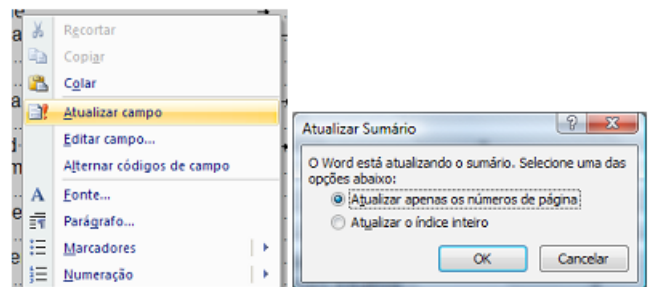 Recortar
Copiar
Colar
Atualizar campo
Editar campo...
Alternar códigos de campo
Fonte...
Parágrafo...
Marcadores
Numeração
Atualizar Sumário
O Word está atualizando o sumário. Selecione uma das
opções abaixo:
Atualizar apenas os números de página
Atualizar o índice inteiro
OK
Cancelar